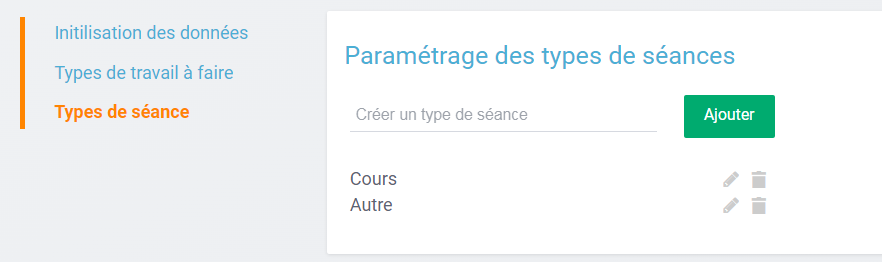 Initilisation des données
Types de travail à faire
Types de séance
Paramétrage des types de séances
Créer un type de séance
Ajouter
Cours
Autre